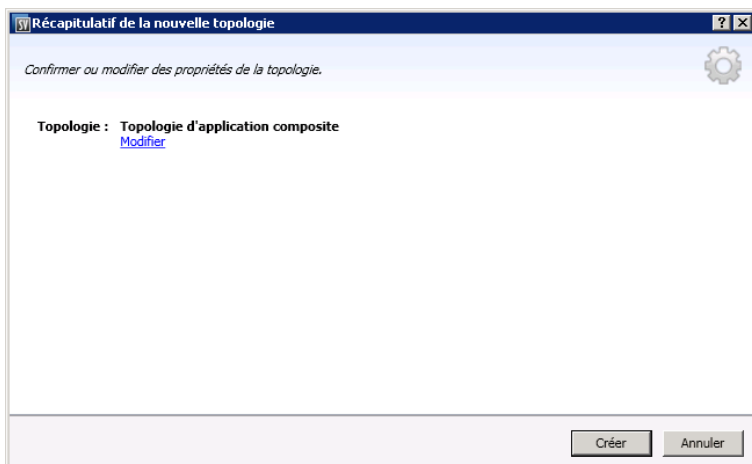 SV Récapitulatif de la nouvelle topologie ? X
Confirmer ou modifier des propriétés de la topologie.
Topologie : Topologie d'application composite
Modifier
Créer Annuler